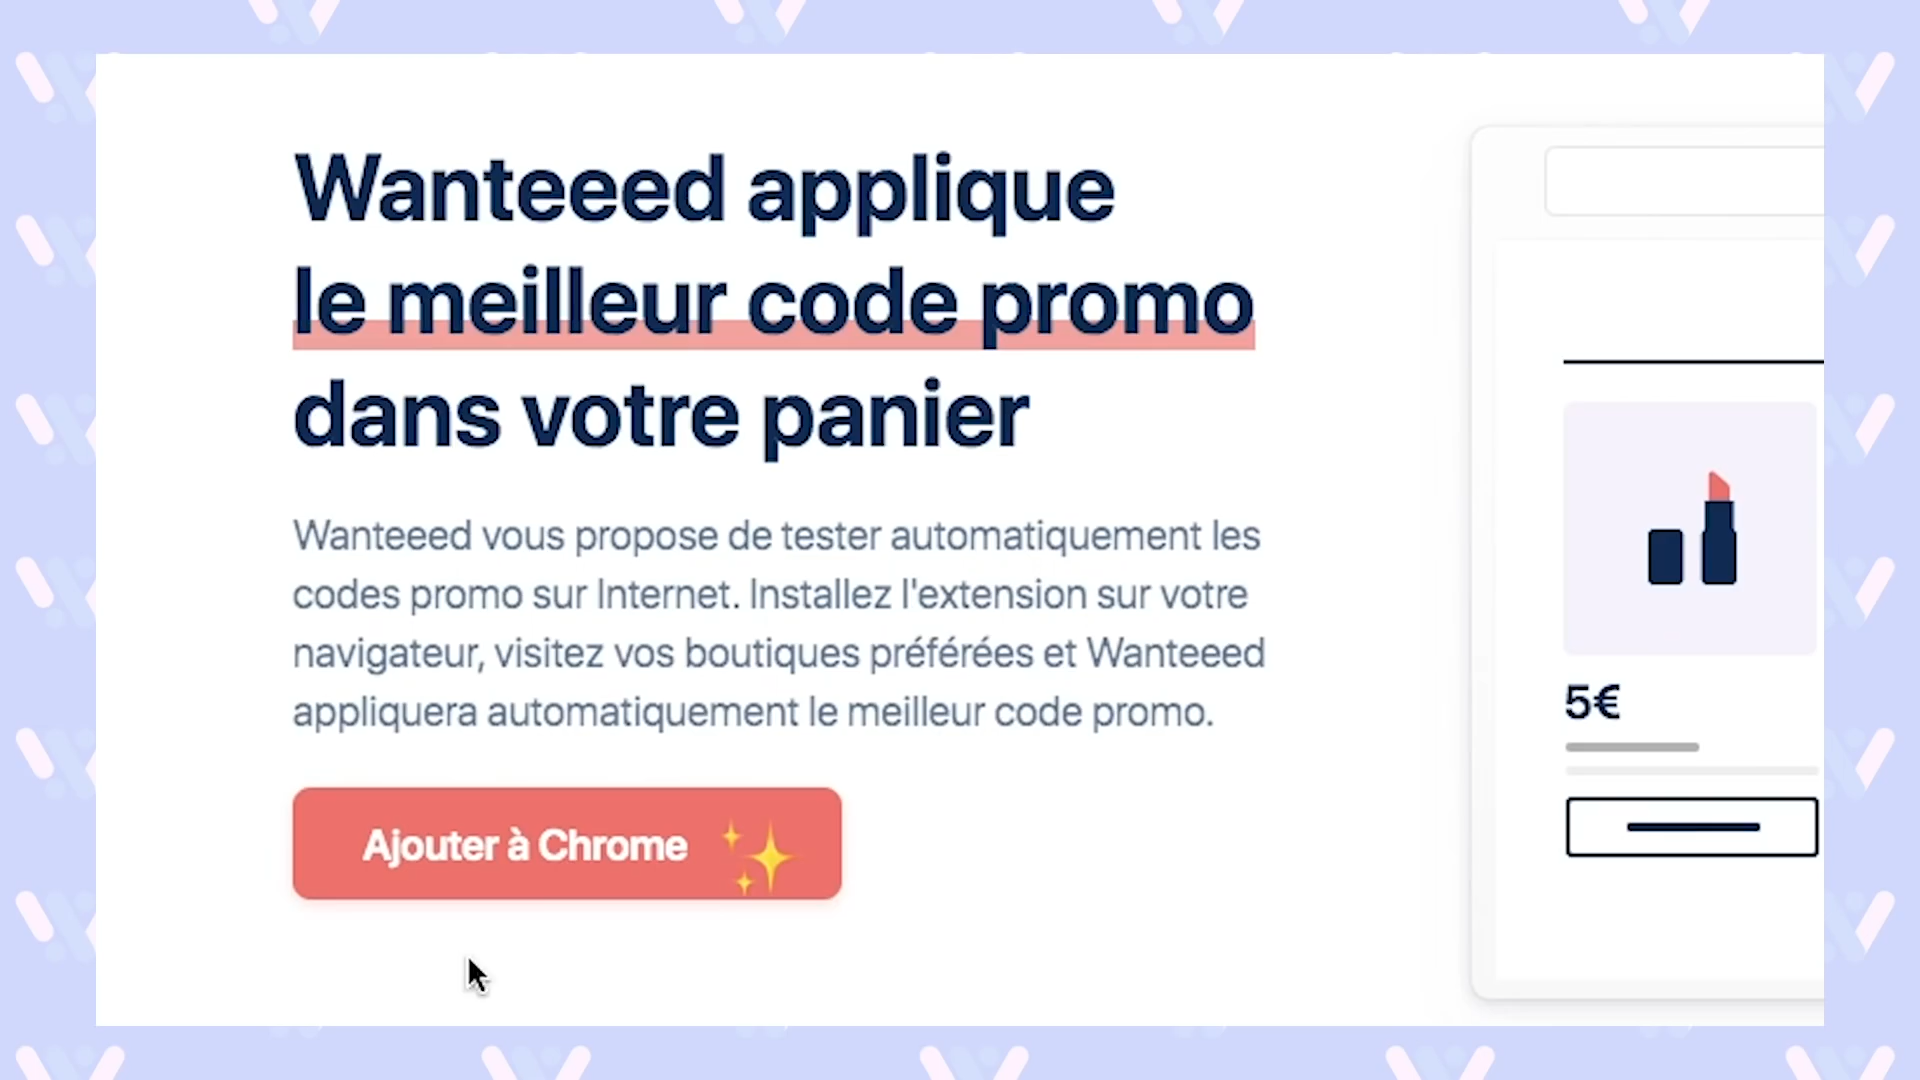 Wanteeed applique
le meilleur code promo
dans votre panier
Wanteeed vous propose de tester automatiquement les
codes promo sur Internet. Installez l'extension sur votre
navigateur, visitez vos boutiques préférées et Wanteeed
appliquera automatiquement le meilleur code promo.
Ajouter à Chrome
5€